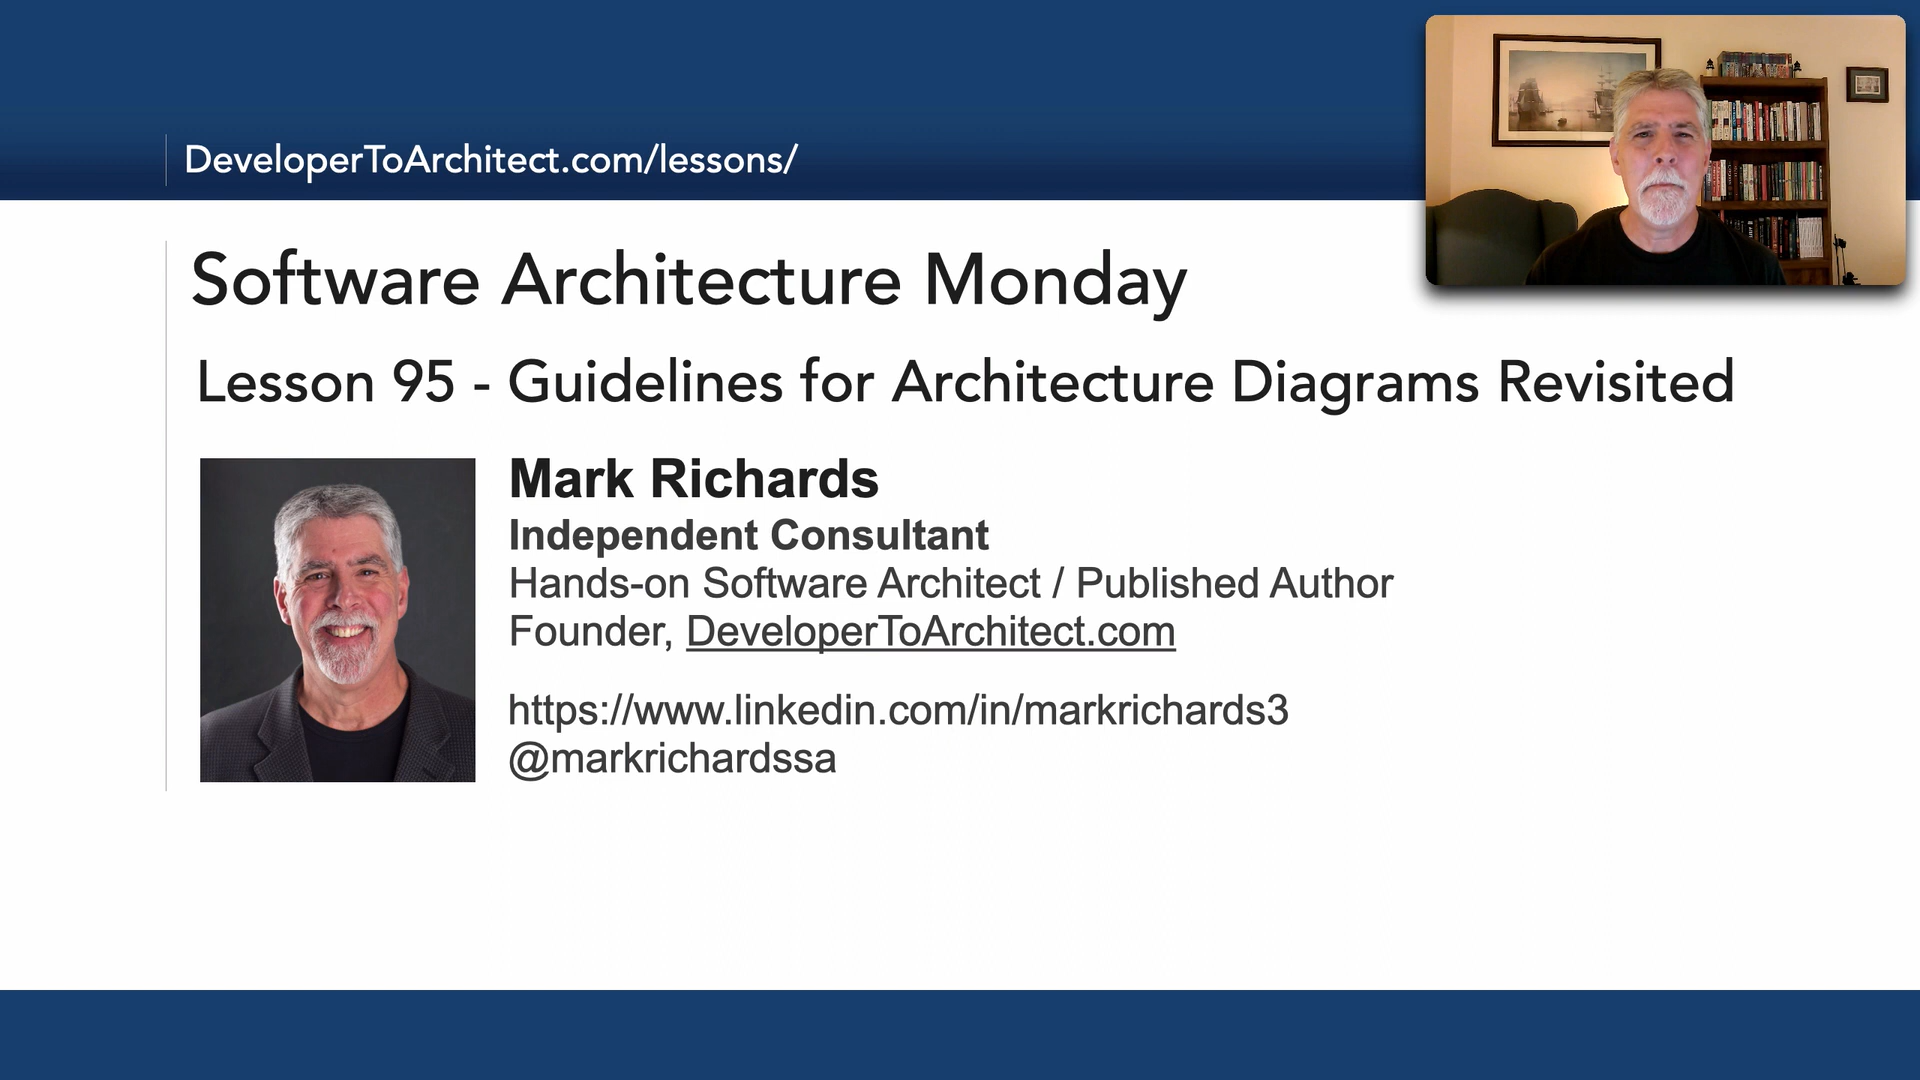 DeveloperToArchitect.com/lessons/
Software Architecture Monday
Lesson 95 - Guidelines for Architecture Diagrams Revisited
Mark Richards
Independent Consultant
Hands-on Software Architect / Published Author
Founder, DeveloperToArchitect.com
https://www.linkedin.com/in/markrichards3
@markrichardssa